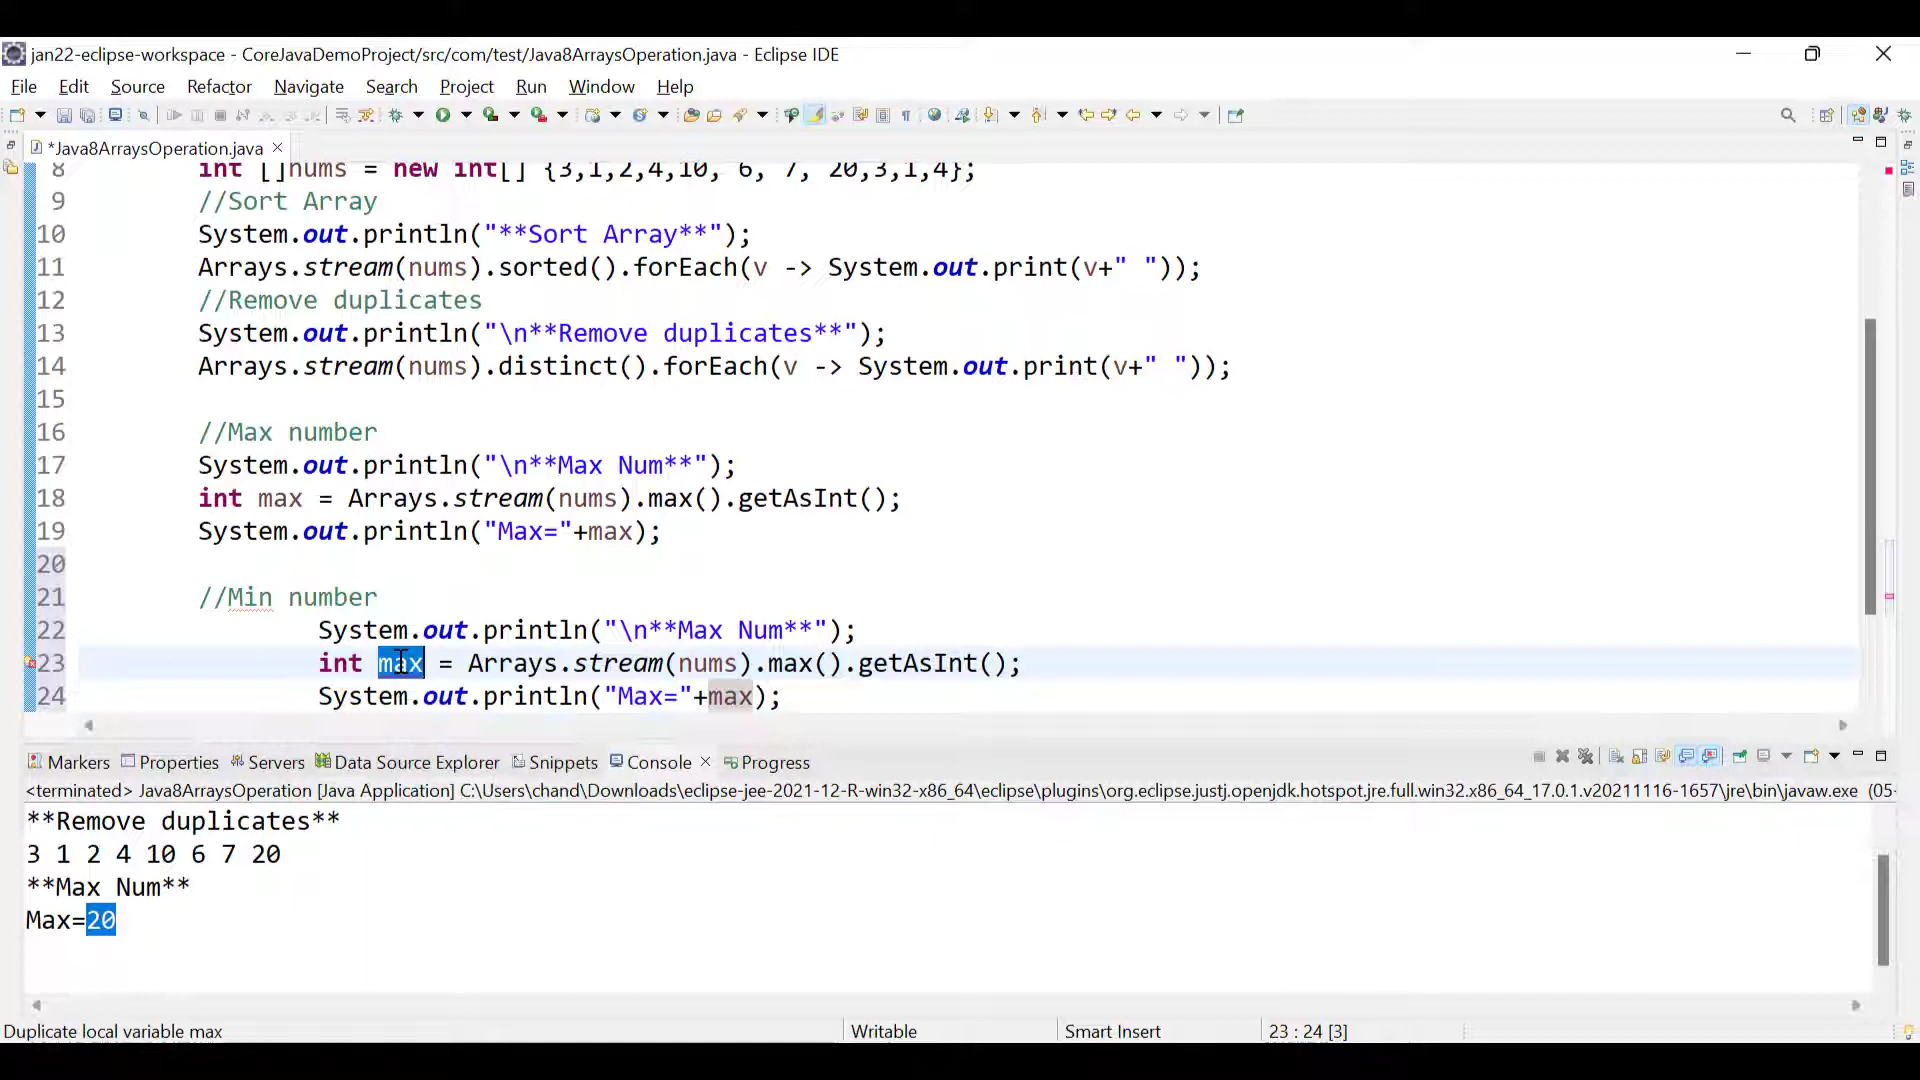 jan22-eclipse-workspace - CoreJavaDemoProject/src/com/test/Java8ArraysOperation.java - Eclipse IDE
File Edit Source Refactor Navigate Search Project Run Window Help
*Java8ArraysOperation.java
8 int []nums = new int[] {3,1,2,4,10, 6, 7, 20,3,1,4};
9 //Sort Array
10 System.out.println("**Sort Array**");
11 Arrays.stream(nums).sorted().forEach(v -> System.out.print(v+" "));
12 //Remove duplicates
13 System.out.println("\n**Remove duplicates**");
14 Arrays.stream(nums).distinct().forEach(v -> System.out.print(v+" "));
15
16 //Max number
17 System.out.println("\n**Max Num**");
18 int max = Arrays.stream(nums).max().getAsInt();
19 System.out.println("Max="+max);
20
21 //Min number
22 System.out.println("\n**Max Num**");
23 int max = Arrays.stream(nums).max().getAsInt();
24 System.out.println("Max="+max);
Markers Properties Servers Data Source Explorer Snippets Console Progress
<terminated> Java8ArraysOperation [Java Application] C:\Users\chand\Downloads\eclipse-jee-2021-12-R-win32-x86_64\eclipse\plugins\org.eclipse.justj.openjdk.hotspot.jre.full.win32.x86_64_17.0.1.v20211116-1657\jre\bin\javaw.exe (05-
**Remove duplicates**
3 1 2 4 10 6 7 20
**Max Num**
Max=20
Duplicate local variable max Writable Smart Insert 23 : 24 [3]